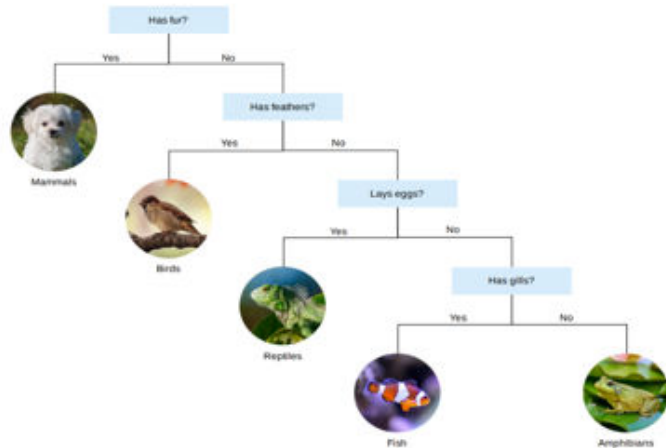 Has fur?
Yes
No
Mammals
Has feathers?
Yes
No
Birds
Lays eggs?
Yes
No
Reptiles
Has gills?
Yes
No
Fish
Amphibians